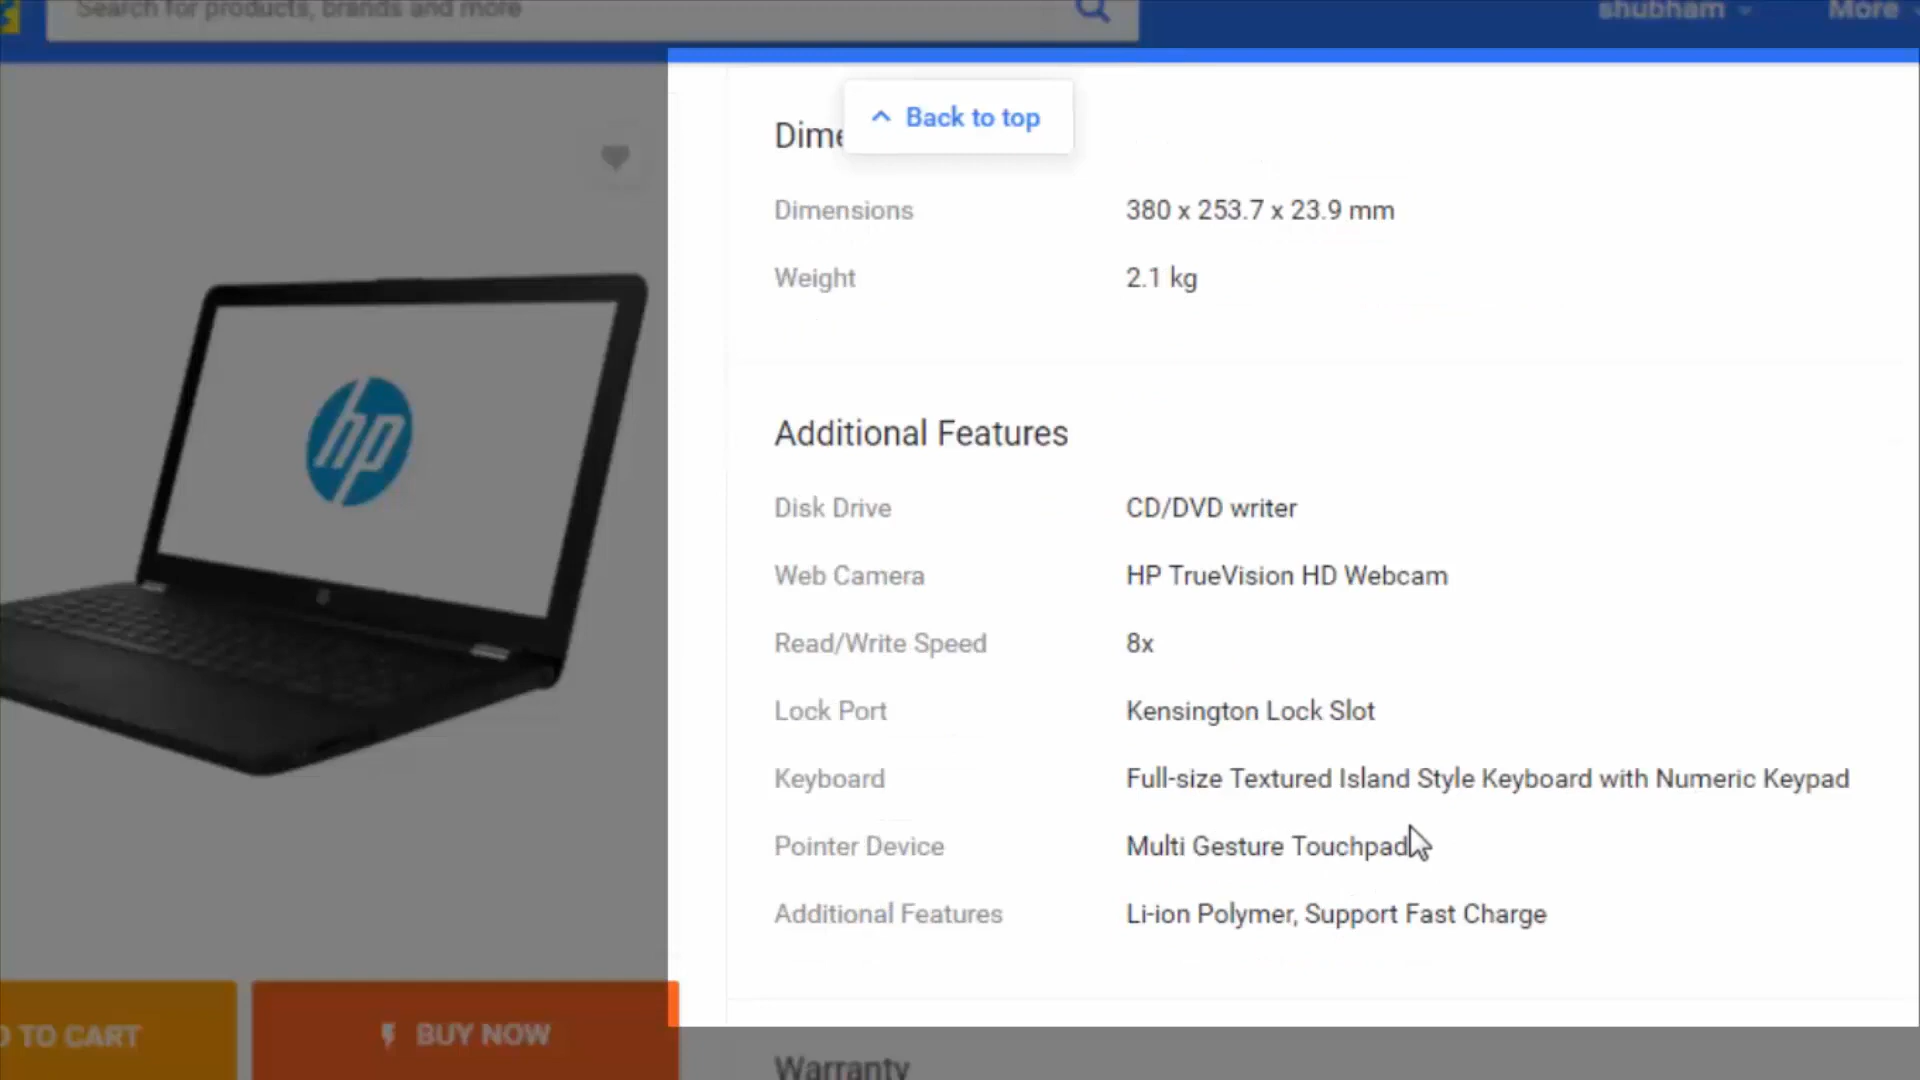 Search for products, brands and more
shubham
More
Back to top
Dime
Dimensions 380 x 253.7 x 23.9 mm
Weight 2.1 kg
hp
Additional Features
Disk Drive CD/DVD writer
Web Camera HP TrueVision HD Webcam
Read/Write Speed 8x
Lock Port Kensington Lock Slot
Keyboard Full-size Textured Island Style Keyboard with Numeric Keypad
Pointer Device Multi Gesture Touchpad
Additional Features Li-ion Polymer, Support Fast Charge
TO CART
BUY NOW
Warranty